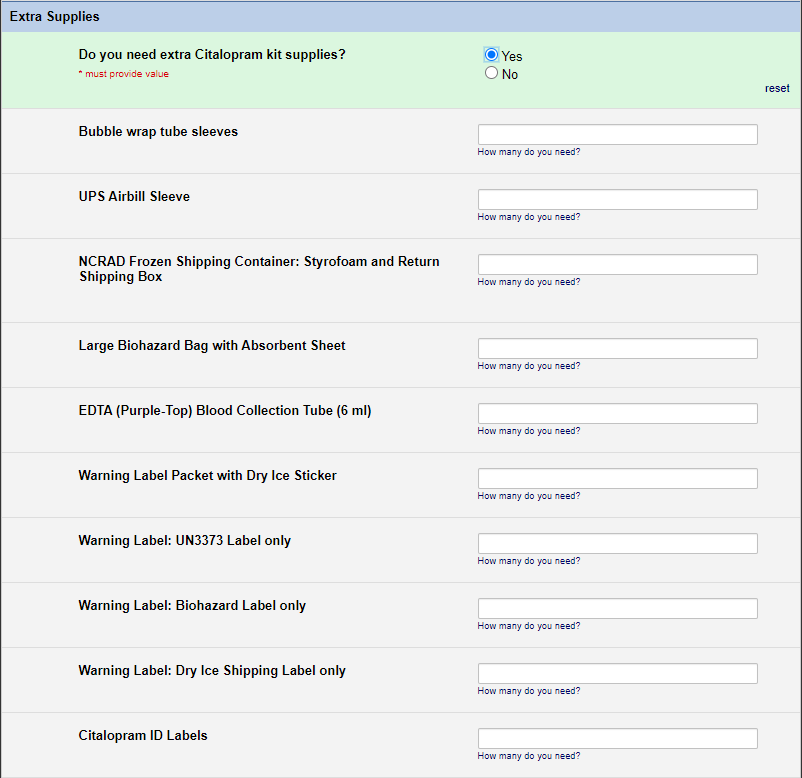 Extra Supplies
Do you need extra Citalopram kit supplies?
* must provide value
Yes
No
reset
Bubble wrap tube sleeves
How many do you need?
UPS Airbill Sleeve
How many do you need?
NCRAD Frozen Shipping Container: Styrofoam and Return
Shipping Box
How many do you need?
Large Biohazard Bag with Absorbent Sheet
How many do you need?
EDTA (Purple-Top) Blood Collection Tube (6 ml)
How many do you need?
Warning Label Packet with Dry Ice Sticker
How many do you need?
Warning Label: UN3373 Label only
How many do you need?
Warning Label: Biohazard Label only
How many do you need?
Warning Label: Dry Ice Shipping Label only
How many do you need?
Citalopram ID Labels
How many do you need?